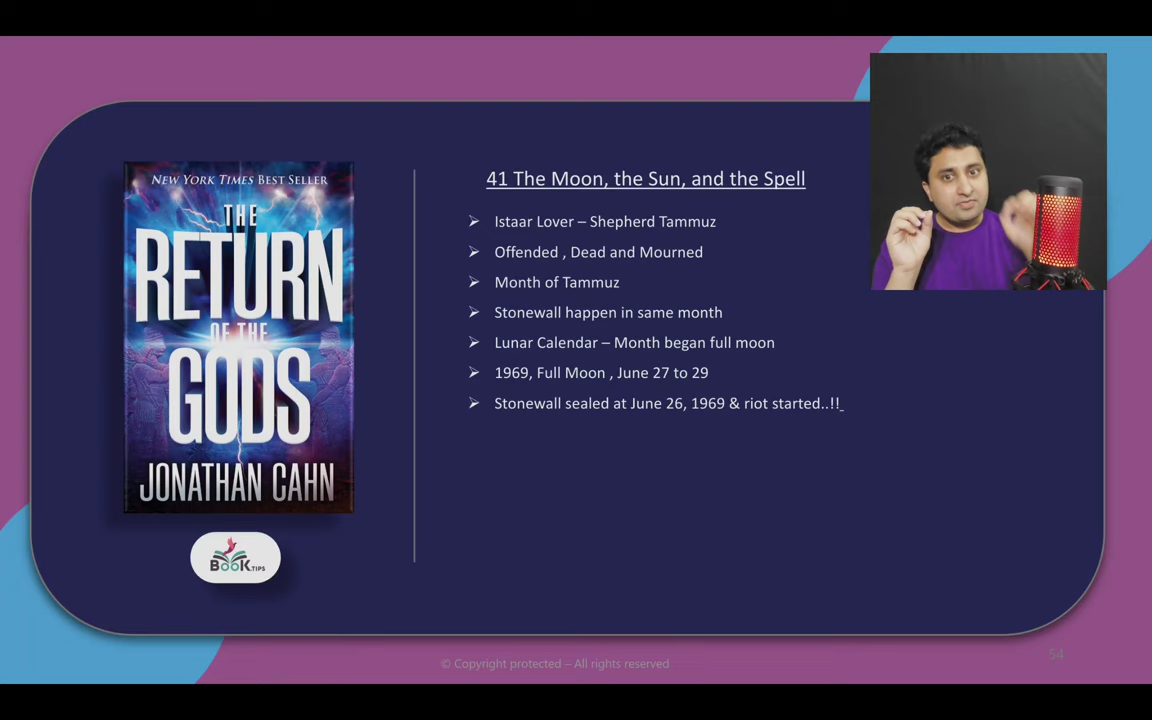 NEW YORK TIMES BEST SELLER
THE
RETURN
OF THE
GODS
JONATHAN CAHN
BooK.TIPS
41 The Moon, the Sun, and the Spell
➢ Istaar Lover – Shepherd Tammuz
➢ Offended , Dead and Mourned
➢ Month of Tammuz
➢ Stonewall happen in same month
➢ Lunar Calendar – Month began full moon
➢ 1969, Full Moon , June 27 to 29
➢ Stonewall sealed at June 26, 1969 & riot started..!!
© Copyright protected – All rights reserved
54